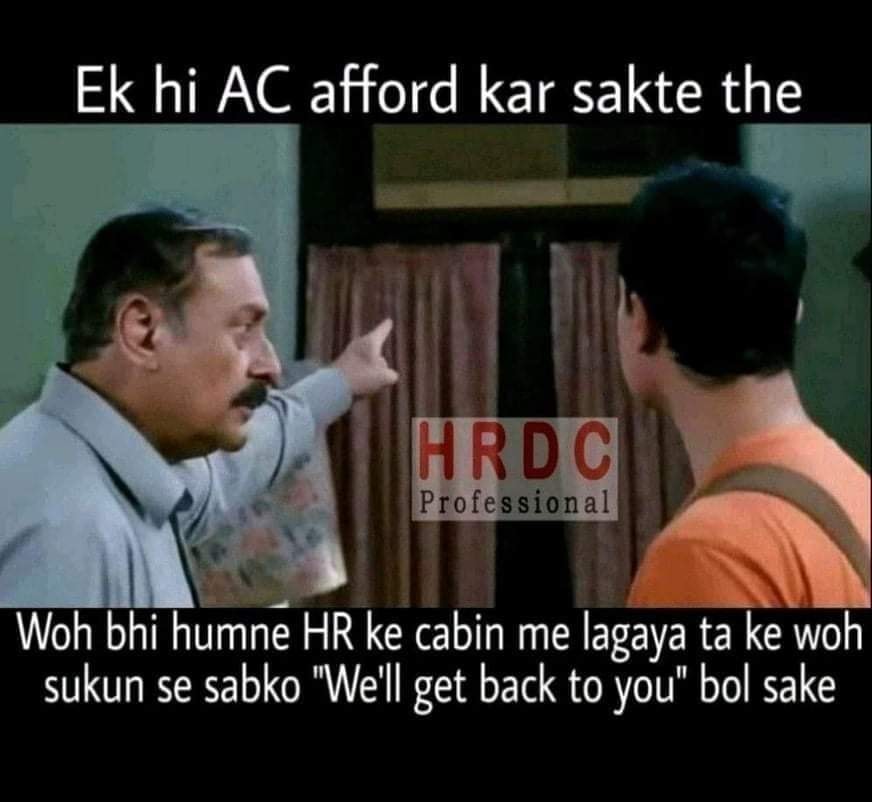 Ek hi AC afford kar sakte the
HRDC
Professional
Woh bhi humne HR ke cabin me lagaya ta ke woh
sukun se sabko "We'll get back to you" bol sake